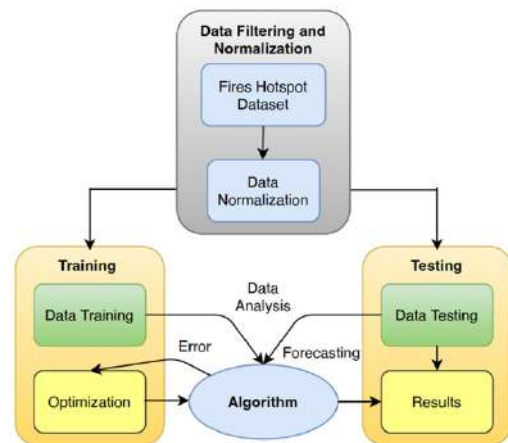 Data Filtering and
Normalization
Fires Hotspot
Dataset
Data
Normalization
Training
Testing
Data Training
Data
Analysis
Data Testing
Error
Forecasting
Optimization
Algorithm
Results